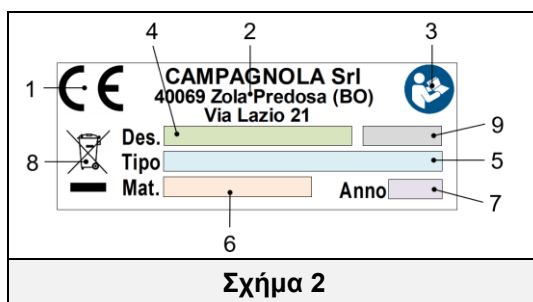 4 2 3
1 CE CAMPAGNOLA Srl
40069 Zola Predosa (BO)
Via Lazio 21
Des. 9
8 Tipo 5
Mat. Anno 7
6
Σχήμα 2